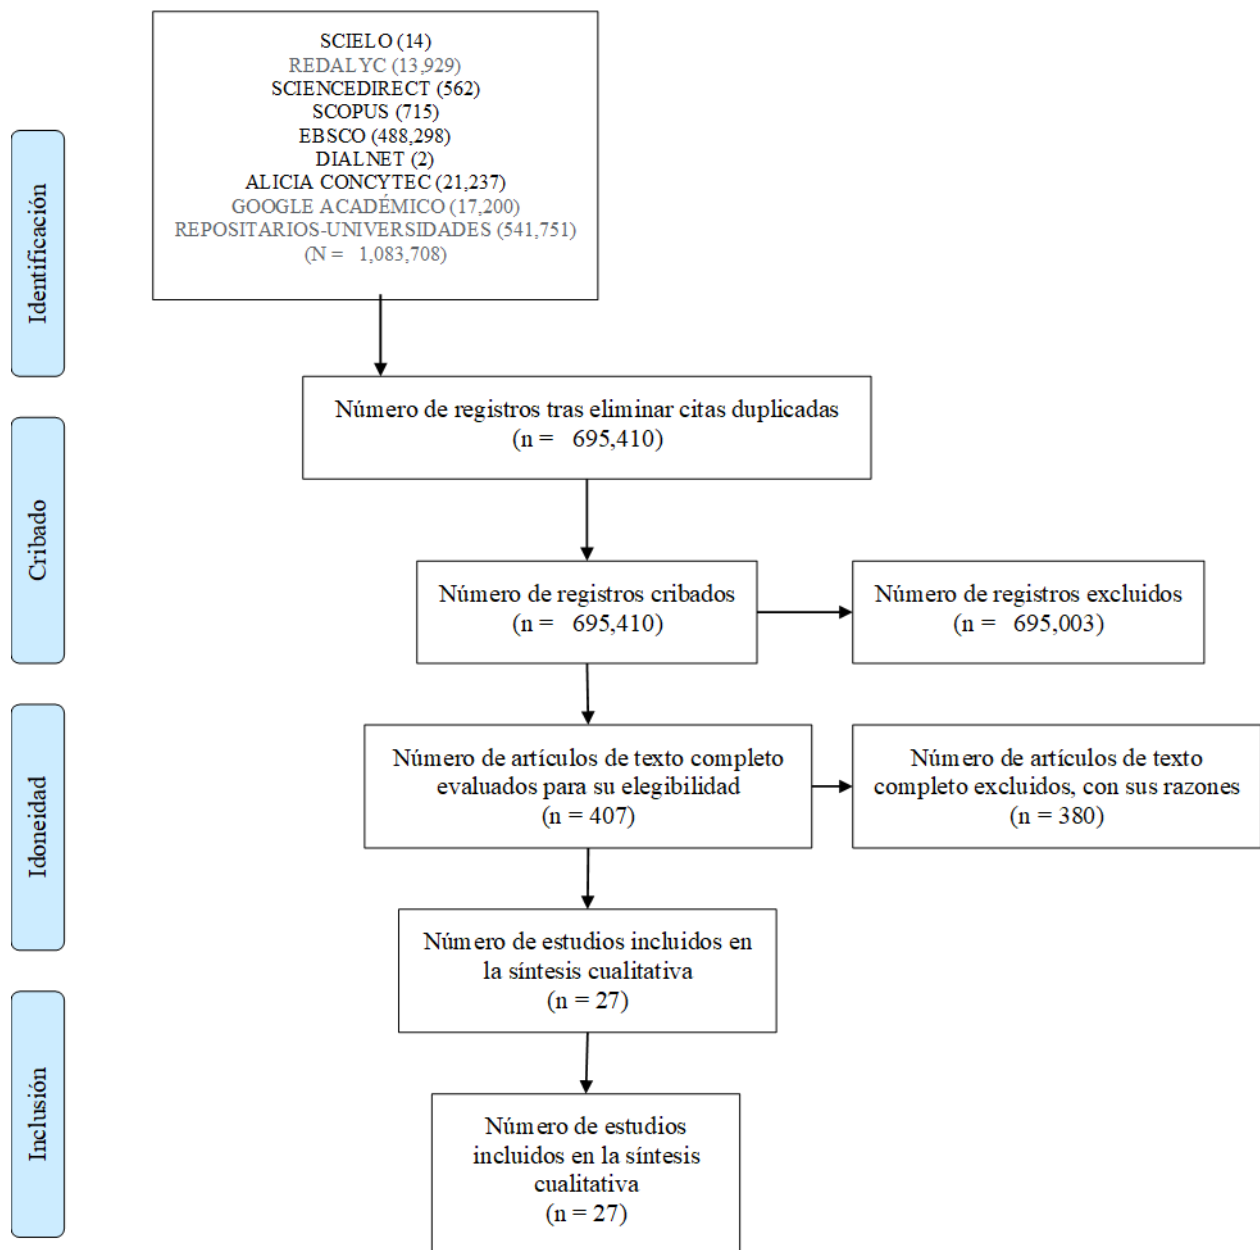 SCIELO (14)
REDALYC (13,929)
SCIENCEDIRECT (562)
SCOPUS (715)
EBSCO (488,298)
DIALNET (2)
ALICIA CONCYTEC (21,237)
GOOGLE ACADÉMICO (17,200)
REPOSITARIOS-UNIVERSIDADES (541,751)
(N = 1,083,708)
Identificación
Número de registros tras eliminar citas duplicadas
(n = 695,410)
Cribado
Número de registros cribados
(n = 695,410)
Número de registros excluidos
(n = 695,003)
Idoneidad
Número de artículos de texto completo
evaluados para su elegibilidad
(n = 407)
Número de artículos de texto
completo excluidos, con sus razones
(n = 380)
Número de estudios incluidos en
la síntesis cualitativa
(n = 27)
Inclusión
Número de estudios
incluidos en la síntesis
cualitativa
(n = 27)